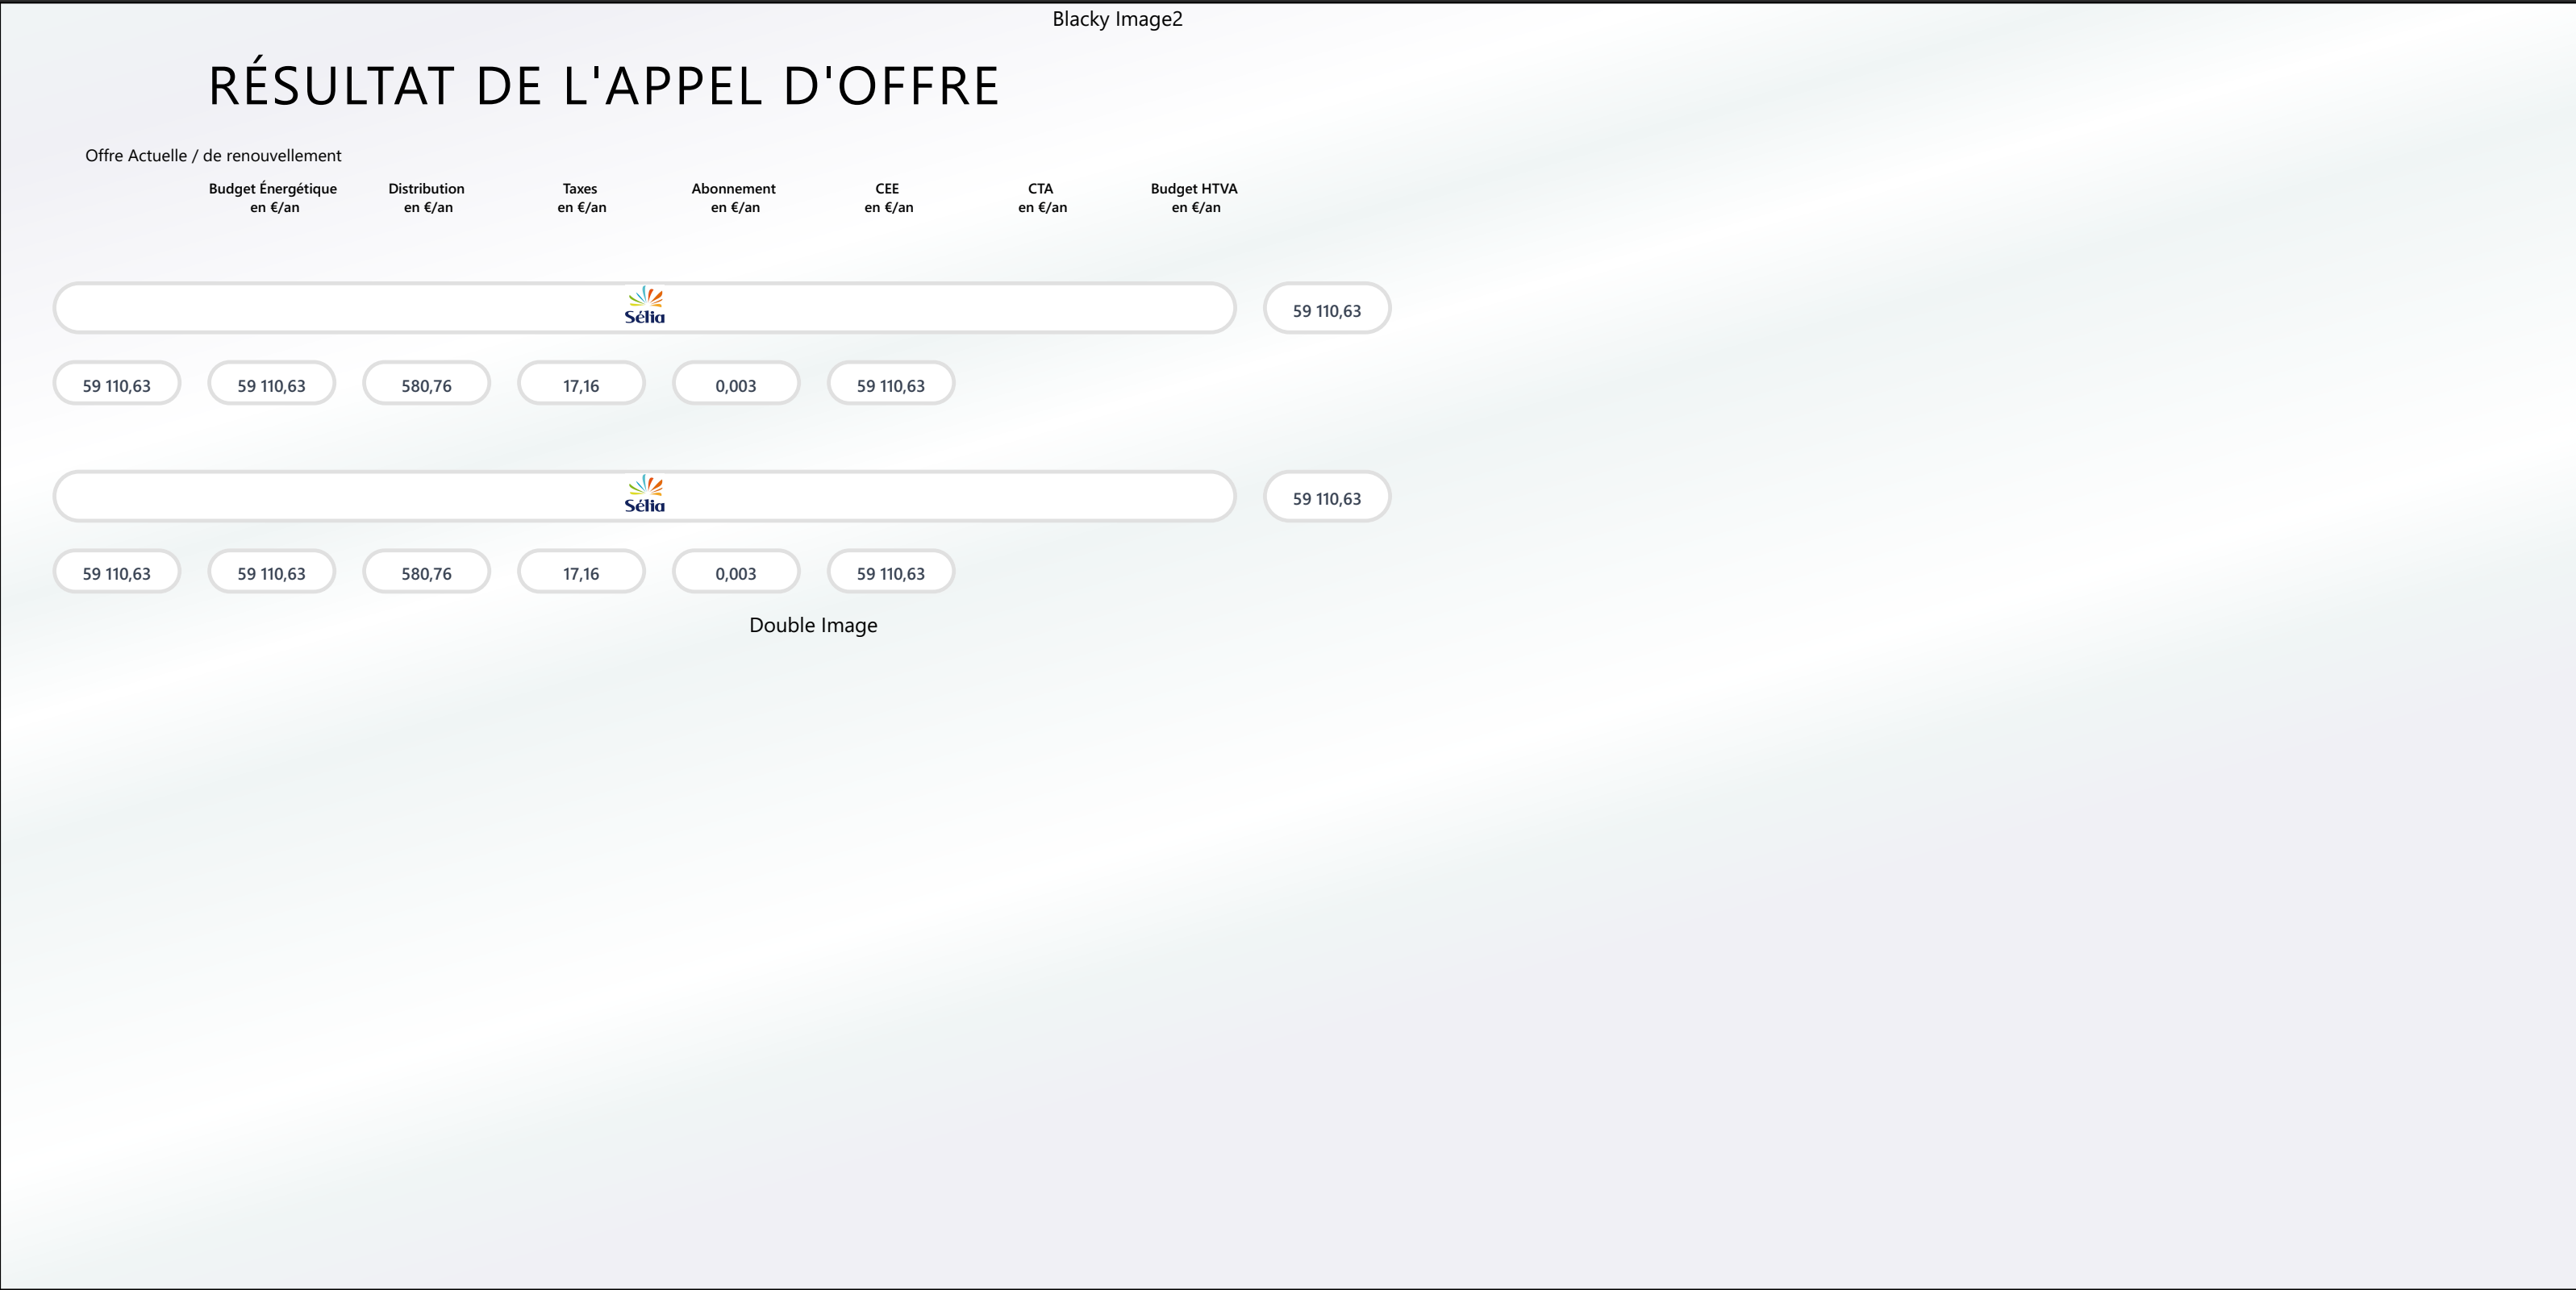 Blacky Image2
RÉSULTAT DE L'APPEL D'OFFRE
Offre Actuelle / de renouvellement
Budget Énergétique Distribution Taxes Abonnement CEE CTA Budget HTVA
en €/an en €/an en €/an en €/an en €/an en €/an en €/an
Sélia 59 110,63
59 110,63 59 110,63 580,76 17,16 0,003 59 110,63
Sélia 59 110,63
59 110,63 59 110,63 580,76 17,16 0,003 59 110,63
Double Image